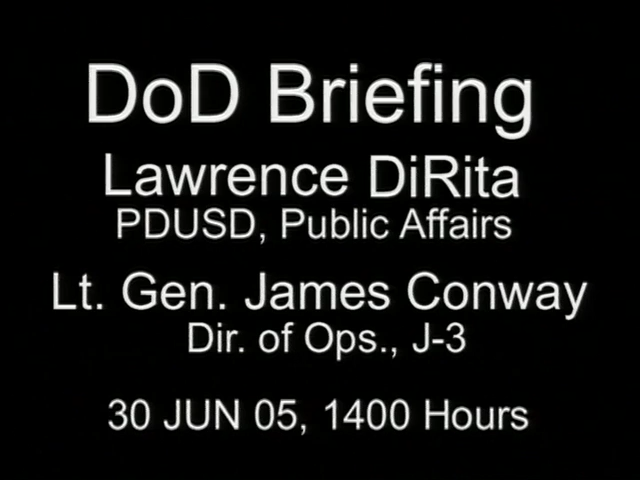 DoD Briefing
Lawrence DiRita
PDUSD, Public Affairs
Lt. Gen. James Conway
Dir. of Ops., J-3
30 JUN 05, 1400 Hours